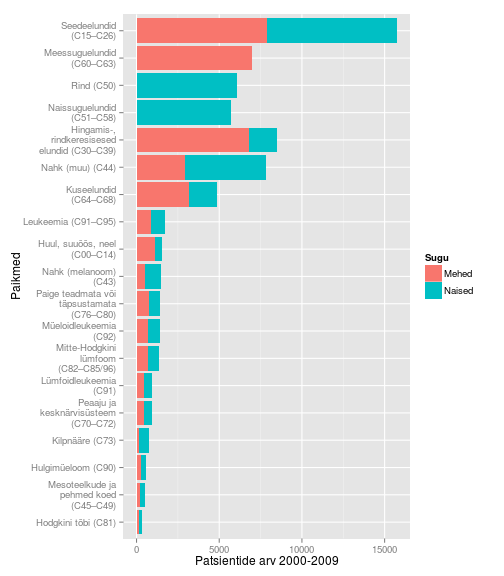 Seedeelundid
(C15–C26)
Meessuguelundid
(C60–C63)
Rind (C50)
Naissuguelundid
(C51–C58)
Hingamis-,
rindkeresisesed
elundid (C30–C39)
Nahk (muu) (C44)
Kuseelundid
(C64–C68)
Leukeemia (C91–C95)
Huul, suuöös, neel
(C00–C14)
Nahk (melanoom)
(C43)
Paige teadmata või
täpsustamata
(C76–C80)
Müeloidleukeemia
(C92)
Mitte-Hodgkini
lümfoom
(C82–C85/96)
Lümfoidleukeemia
(C91)
Peaaju ja
kesknärvisüsteem
(C70–C72)
Kilpnääre (C73)
Hulgimüeloom (C90)
Mesoteelkude ja
pehmed koed
(C45–C49)
Hodgkini tõbi (C81)
Paikmed
0 5000 10000 15000
Patsientide arv 2000-2009
Sugu
Mehed
Naised